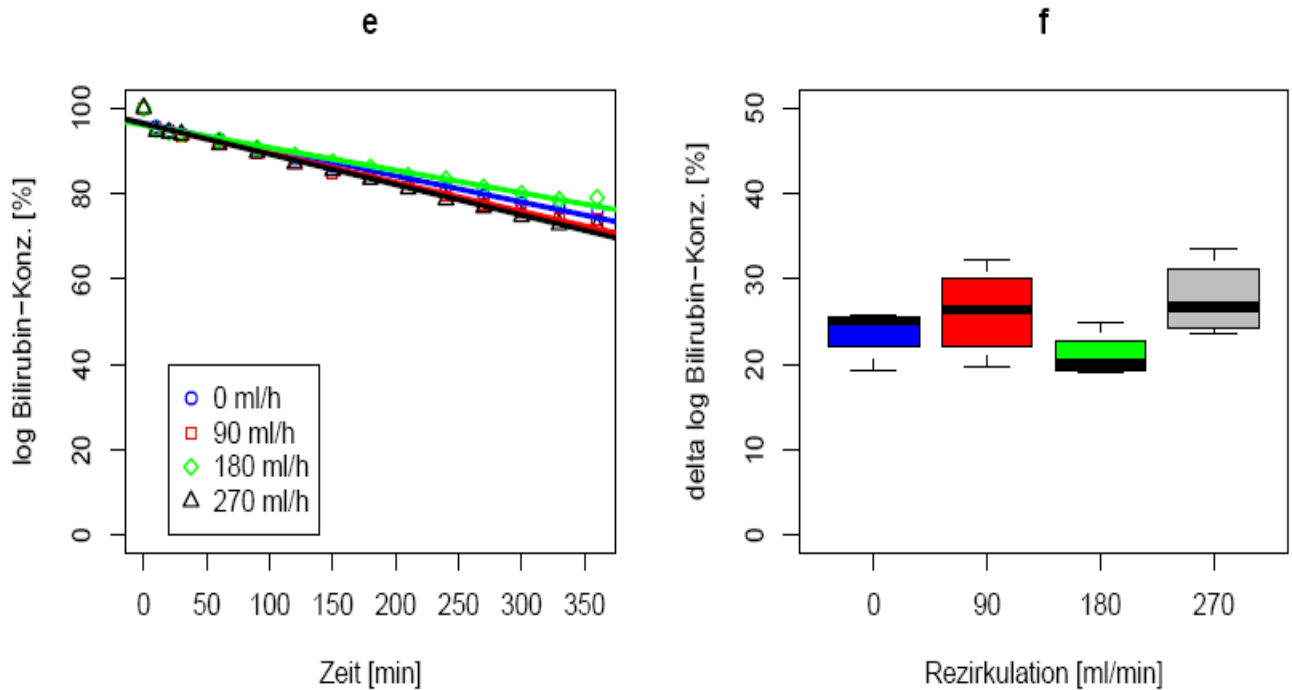 e
log Bilirubin−Konz. [%]
100
80
60
40
20
0
0 ml/h
90 ml/h
180 ml/h
270 ml/h
0 50 100 150 200 250 300 350
Zeit [min]
f
delta log Bilirubin−Konz. [%]
50
40
30
20
10
0
0 90 180 270
Rezirkulation [ml/min]